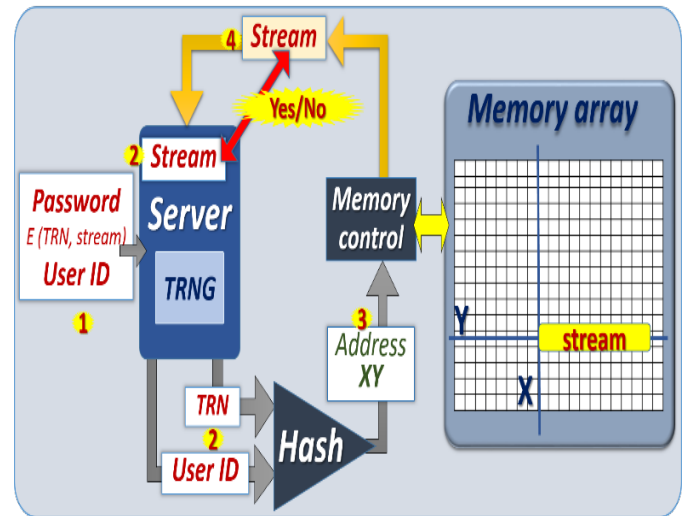 4
Stream
Yes/No
Memory array
2
Stream
Password
E (TRN, stream)
User ID
1
Server
TRNG
Memory
control
3
Address
XY
Y
stream
X
TRN
2
User ID
Hash